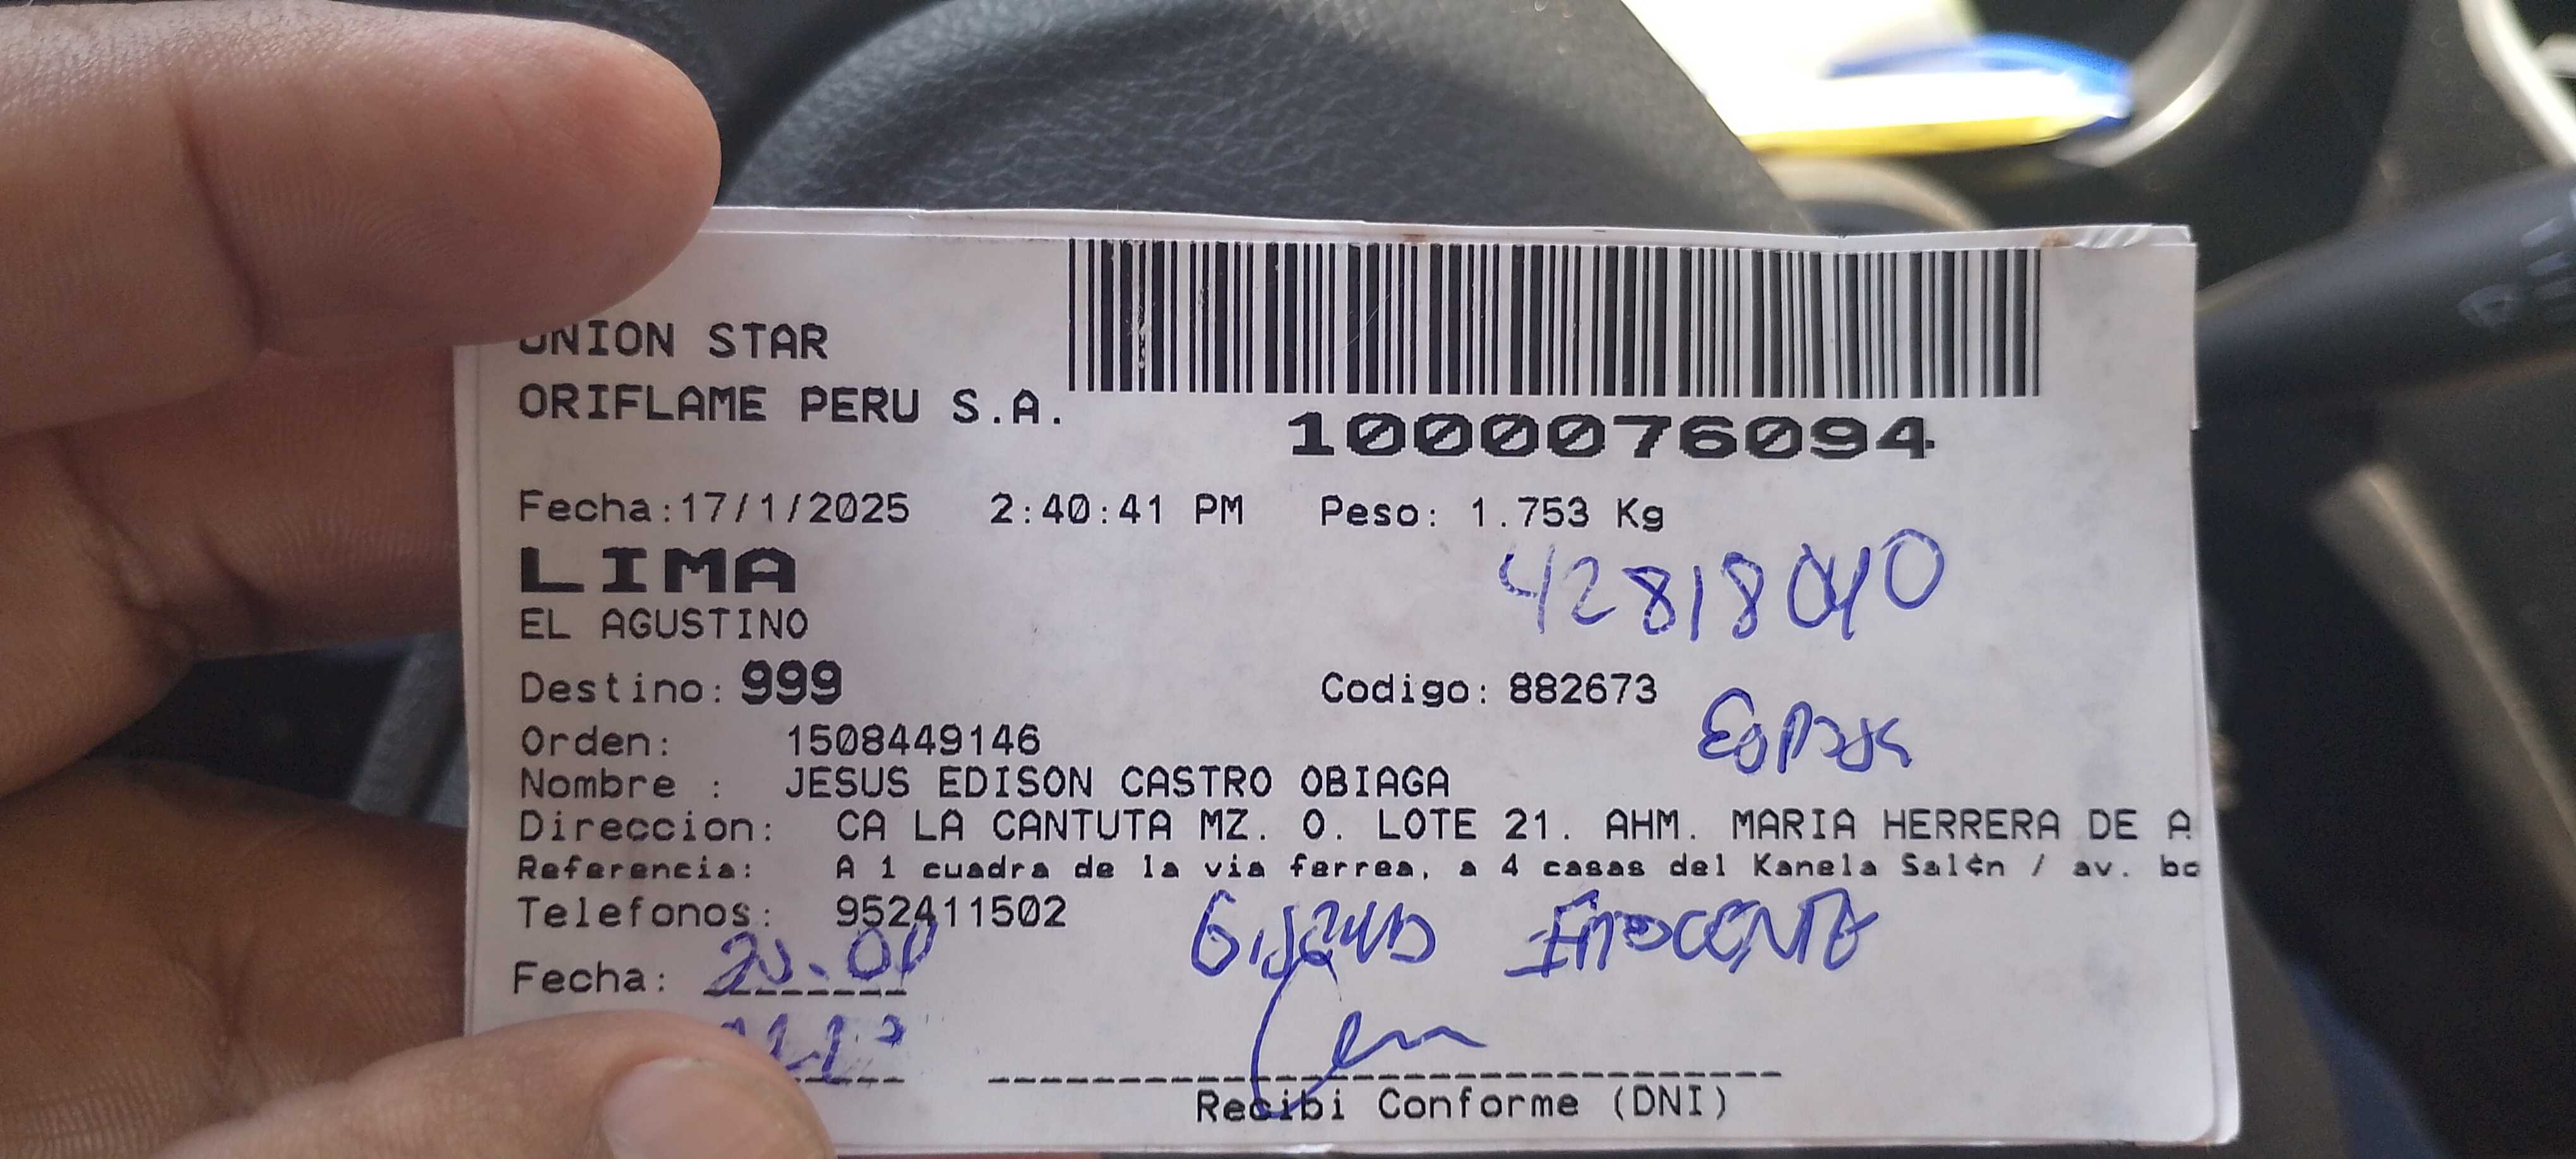 UNION STAR
ORIFLAME PERU S.A.
1000076094
Fecha:17/1/2025 2:40:41 PM Peso: 1.753 Kg
LIMA
42818040
EL AGUSTINO
Destino: 999 Codigo: 882673
Orden: 1508449146
Nombre : JESUS EDISON CASTRO OBIAGA
Direccion: CA LA CANTUTA MZ. O. LOTE 21. AHM. MARIA HERRERA DE A
Referencia: A 1 cuadra de la via ferrea, a 4 casas del Kanela Sal¢n / av. bo
Telefonos: 952411502
INOCENTE
Fecha:
Recibi Conforme (DNI)